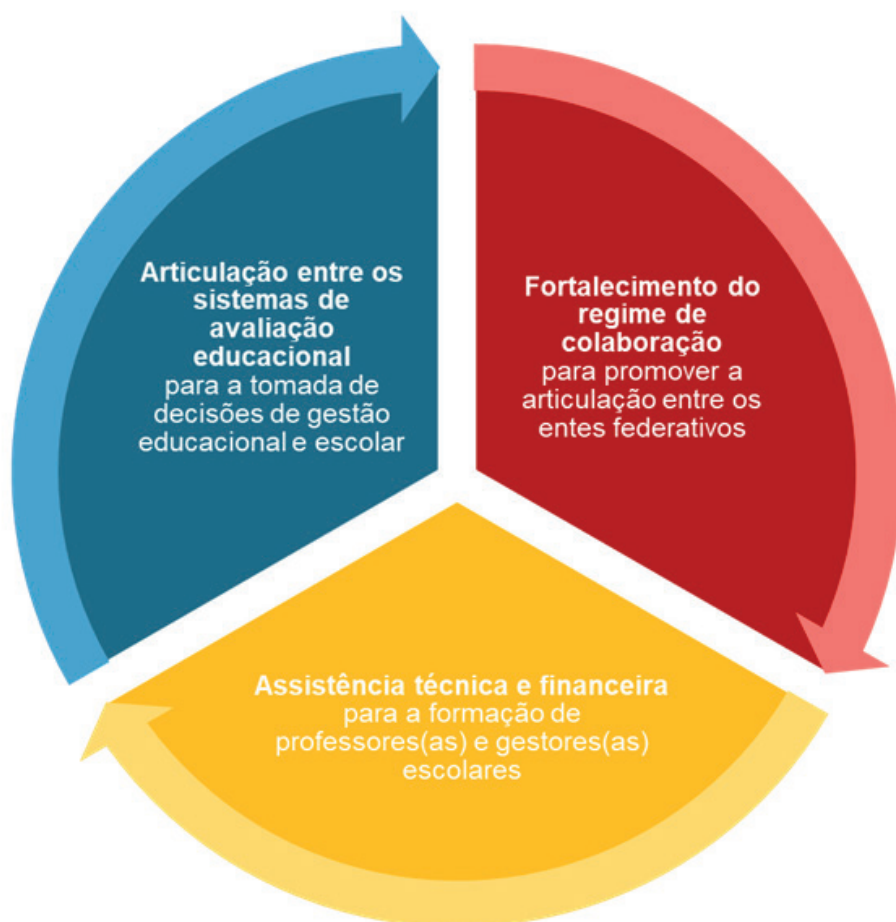 Articulação entre os
sistemas de
avaliação
educacional
para a tomada de
decisões de gestão
educacional e escolar
Fortalecimento do
regime de
colaboração
para promover a
articulação entre os
entes federativos
Assistência técnica e financeira
para a formação de
professores(as) e gestores(as)
escolares